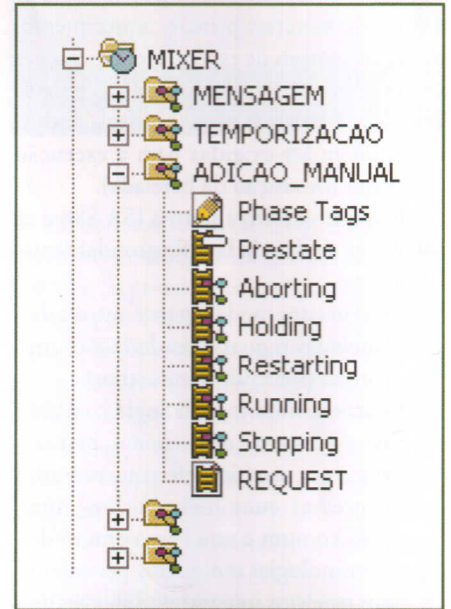 MIXER
MENSAGEM
TEMPORIZACAO
ADICAO_MANUAL
Phase Tags
Prestate
Aborting
Holding
Restarting
Running
Stopping
REQUEST